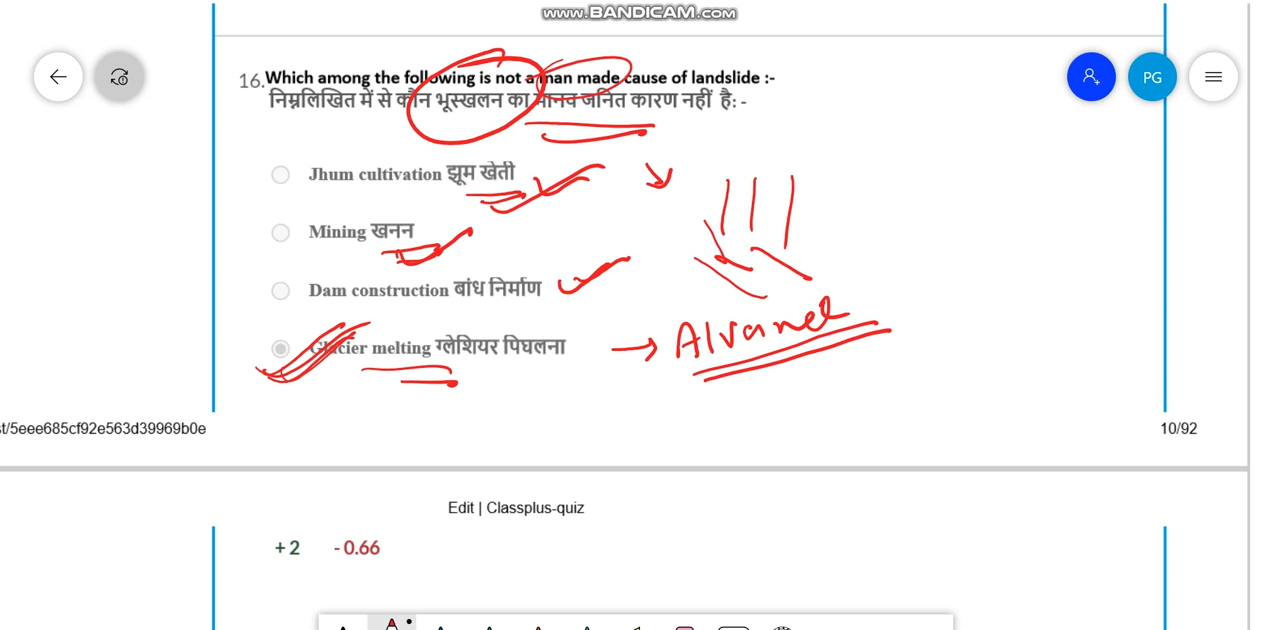 www.BANDICAM.com
16. Which among the following is not a man made cause of landslide :-
निम्नलिखित में से कौन भूस्खलन का मानव जनित कारण नहीं है: -
PG
Jhum cultivation झूम खेती
Mining खनन
Dam construction बांध निर्माण
Glacier melting ग्लेशियर पिघलना
st/5eee685cf92e563d39969b0e
10/92
Edit | Classplus-quiz
+ 2 - 0.66